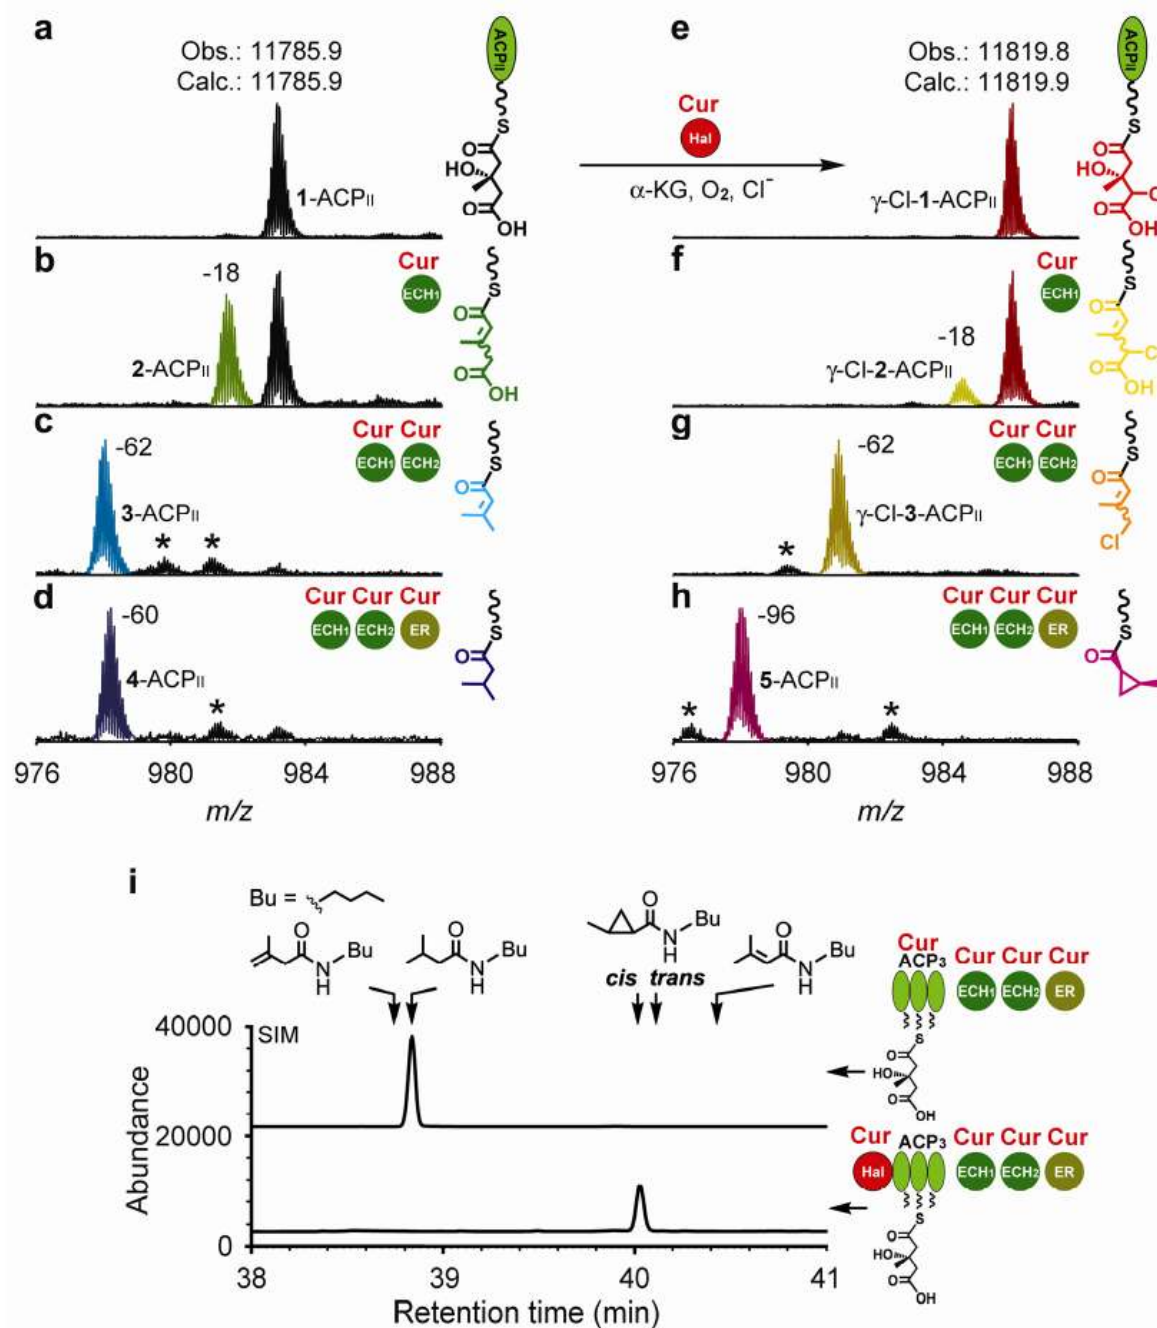 a
Obs.: 11785.9
Calc.: 11785.9
1-ACPII
ACPII
S
O
HO
O
OH
Cur
Hal
α-KG, O2, Cl−
e
Obs.: 11819.8
Calc.: 11819.9
γ-Cl-1-ACPII
ACPII
S
O
HO
O
OH
b
-18
2-ACPII
Cur
ECH1
S
O
O
OH
f
-18
γ-Cl-2-ACPII
Cur
ECH1
S
O
Cl
O
OH
c
-62
3-ACPII
* *
Cur Cur
ECH1 ECH2
S
O
g
-62
γ-Cl-3-ACPII
*
Cur Cur
ECH1 ECH2
S
O
Cl
d
-60
4-ACPII
*
Cur Cur Cur
ECH1 ECH2 ER
S
O
h
-96
5-ACPII
* *
Cur Cur Cur
ECH1 ECH2 ER
S
O
976 980 984 988
m/z
976 980 984 988
m/z
i
Bu =
O
N
H
Bu
O
N
H
Bu
O
N
H
Bu
O
N
H
Bu
cis trans
SIM
40000
20000
0
Abundance
38 39 40 41
Retention time (min)
Cur
ACP3
Cur Cur Cur
ECH1 ECH2 ER
S
O
HO
O
OH
Cur
ACP3
Cur Cur Cur
Hal
ECH1 ECH2 ER
S
O
HO
O
OH